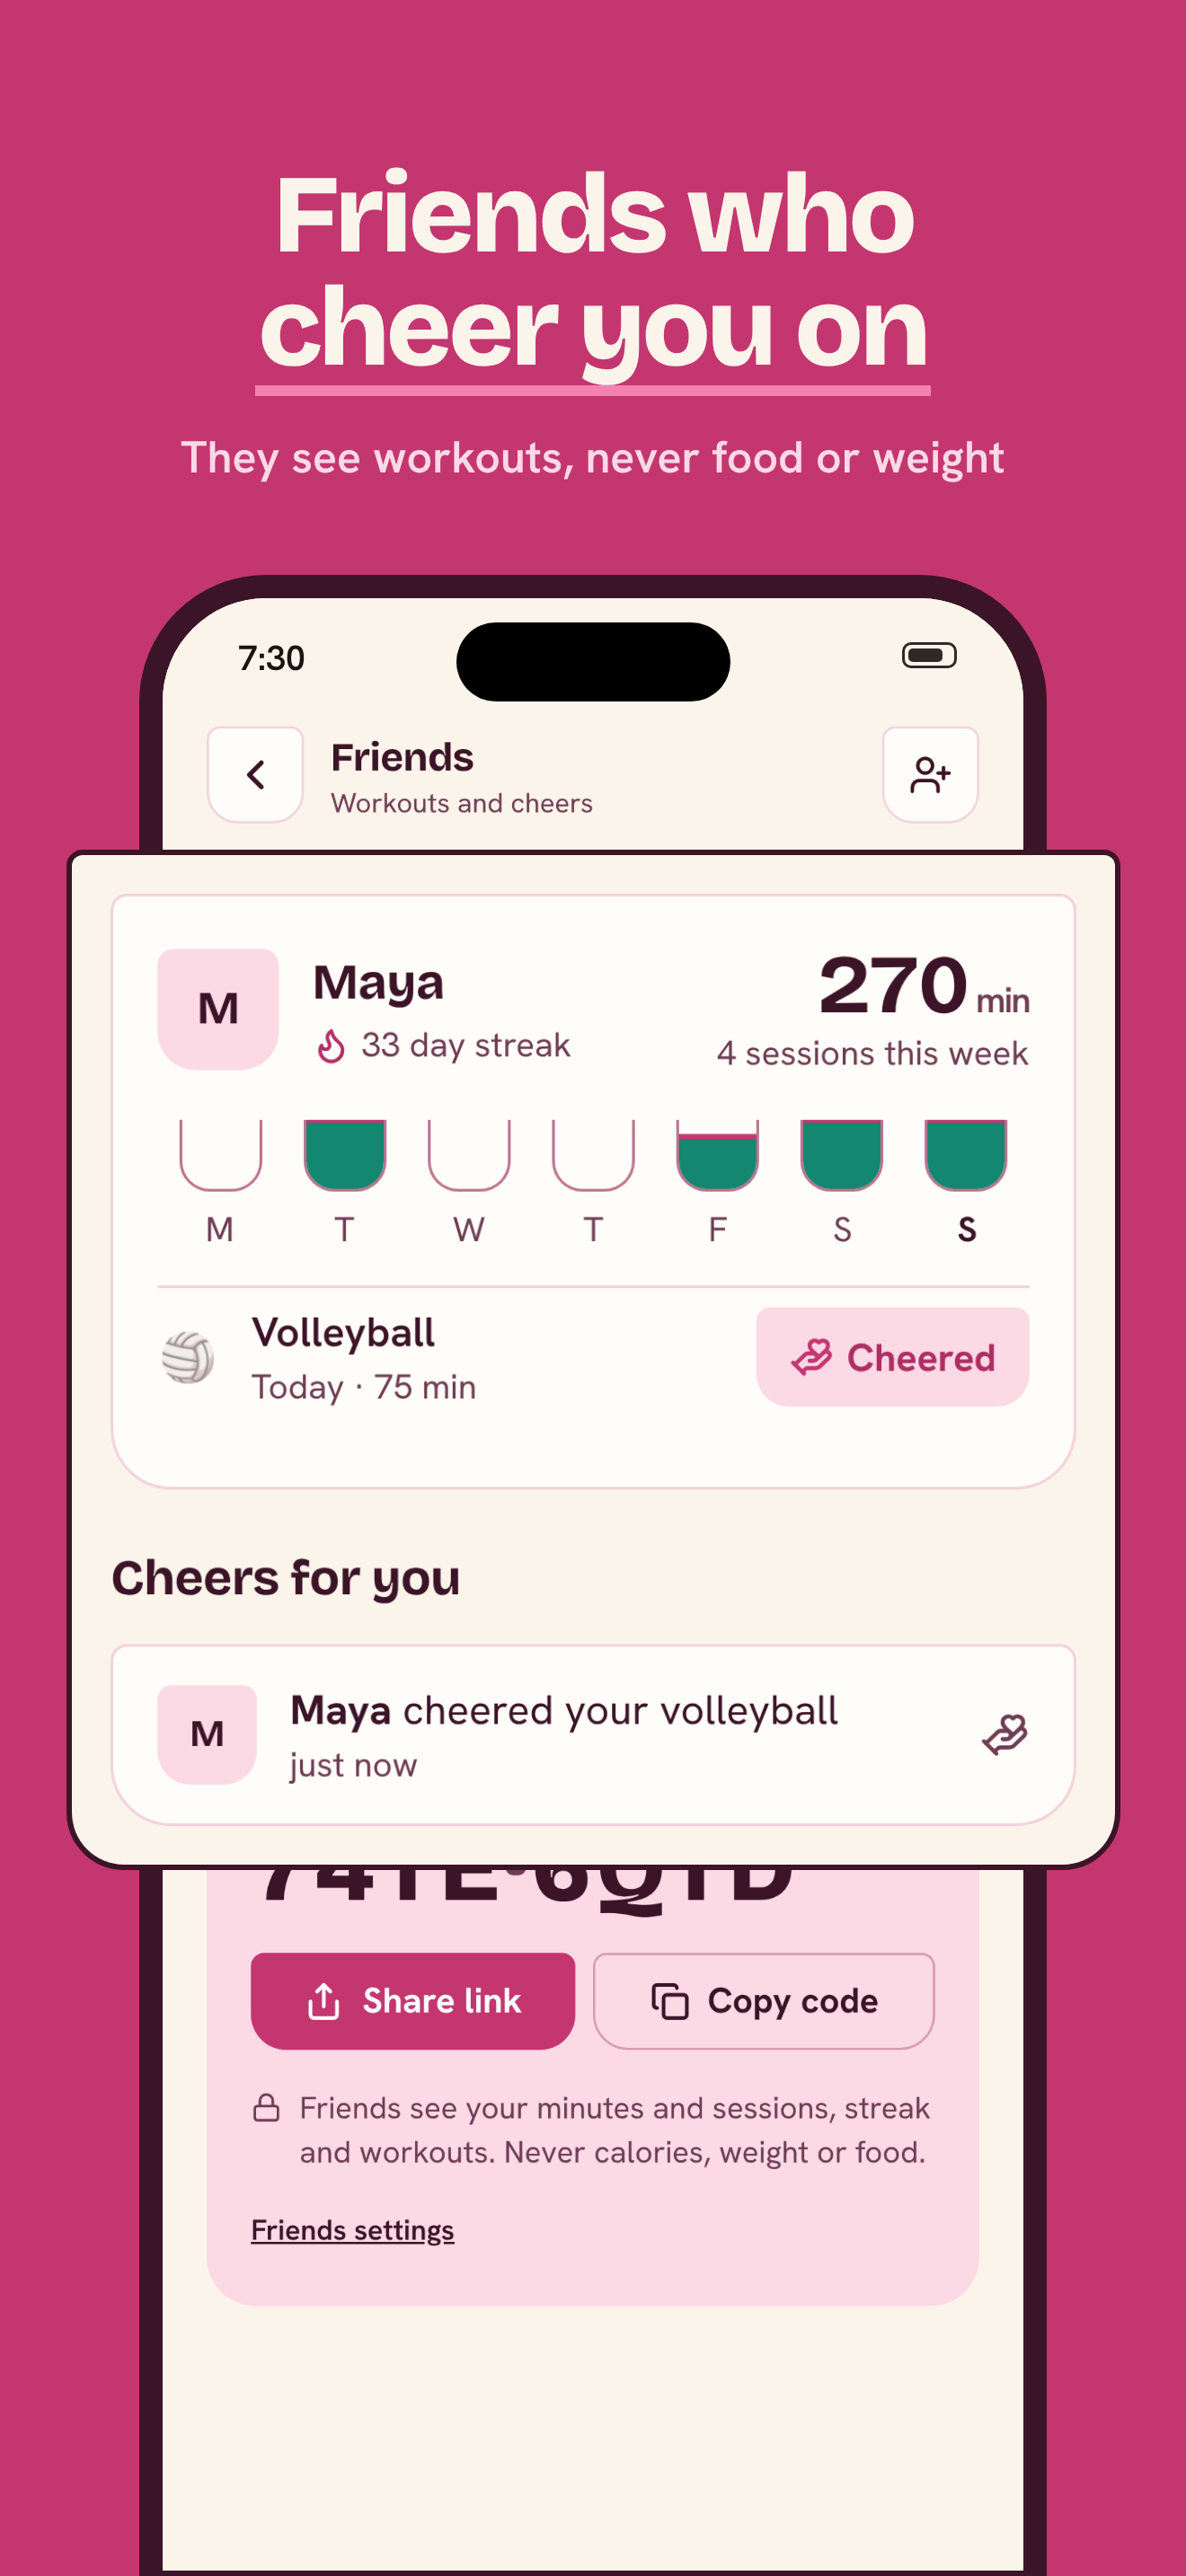 Friends who
cheer you on
They see workouts, never food or weight
7:30
Friends
Workouts and cheers
M
Maya
33 day streak
270 min
4 sessions this week
M T W T F S S
Volleyball
Today · 75 min
Cheered
Cheers for you
M
Maya cheered your volleyball
just now
Share link
Copy code
Friends see your minutes and sessions, streak
and workouts. Never calories, weight or food.
Friends settings